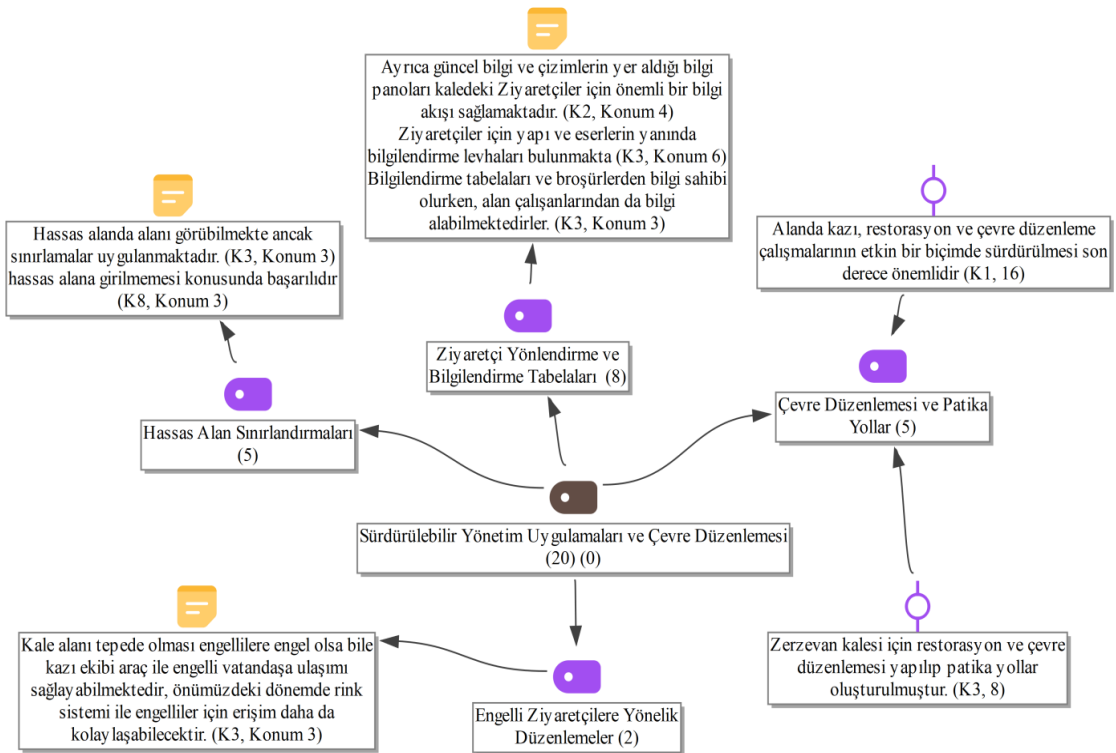 Ayrıca güncel bilgi ve çizimlerin yer aldığı bilgi
panoları kaledeki Ziyaretçiler için önemli bir bilgi
akışı sağlamaktadır. (K2, Konum 4)
Ziyaretçiler için yapı ve eserlerin yanında
bilgilendirme levhaları bulunmakta (K3, Konum 6)
Bilgilendirme tabelaları ve broşürlerden bilgi sahibi
olurken, alan çalışanlarından da bilgi
alabilmektedirler. (K3, Konum 3)
Hassas alanda alanı görübilmekte ancak
sınırlamalar uygulanmaktadır. (K3, Konum 3)
hassas alana girilmemesi konusunda başarılıdır
(K8, Konum 3)
Alanda kazı, restorasyon ve çevre düzenleme
çalışmalarının etkin bir biçimde sürdürülmesi son
derece önemlidir (K1, 16)
Ziyaretçi Yönlendirme ve
Bilgilendirme Tabelaları (8)
Hassas Alan Sınırlandırmaları
(5)
Çevre Düzenlemesi ve Patika
Yollar (5)
Sürdürülebilir Yönetim Uygulamaları ve Çevre Düzenlemesi
(20) (0)
Kale alanı tepede olması engellilere engel olsa bile
kazı ekibi araç ile engelli vatandaşa ulaşımı
sağlayabilmektedir, önümüzdeki dönemde rink
sistemi ile engelliler için erişim daha da
kolaylaşabilecektir. (K3, Konum 3)
Engelli Ziyaretçilere Yönelik
Düzenlemeler (2)
Zerzevan kalesi için restorasyon ve çevre
düzenlemesi yapılıp patika yollar
oluşturulmuştur. (K3, 8)